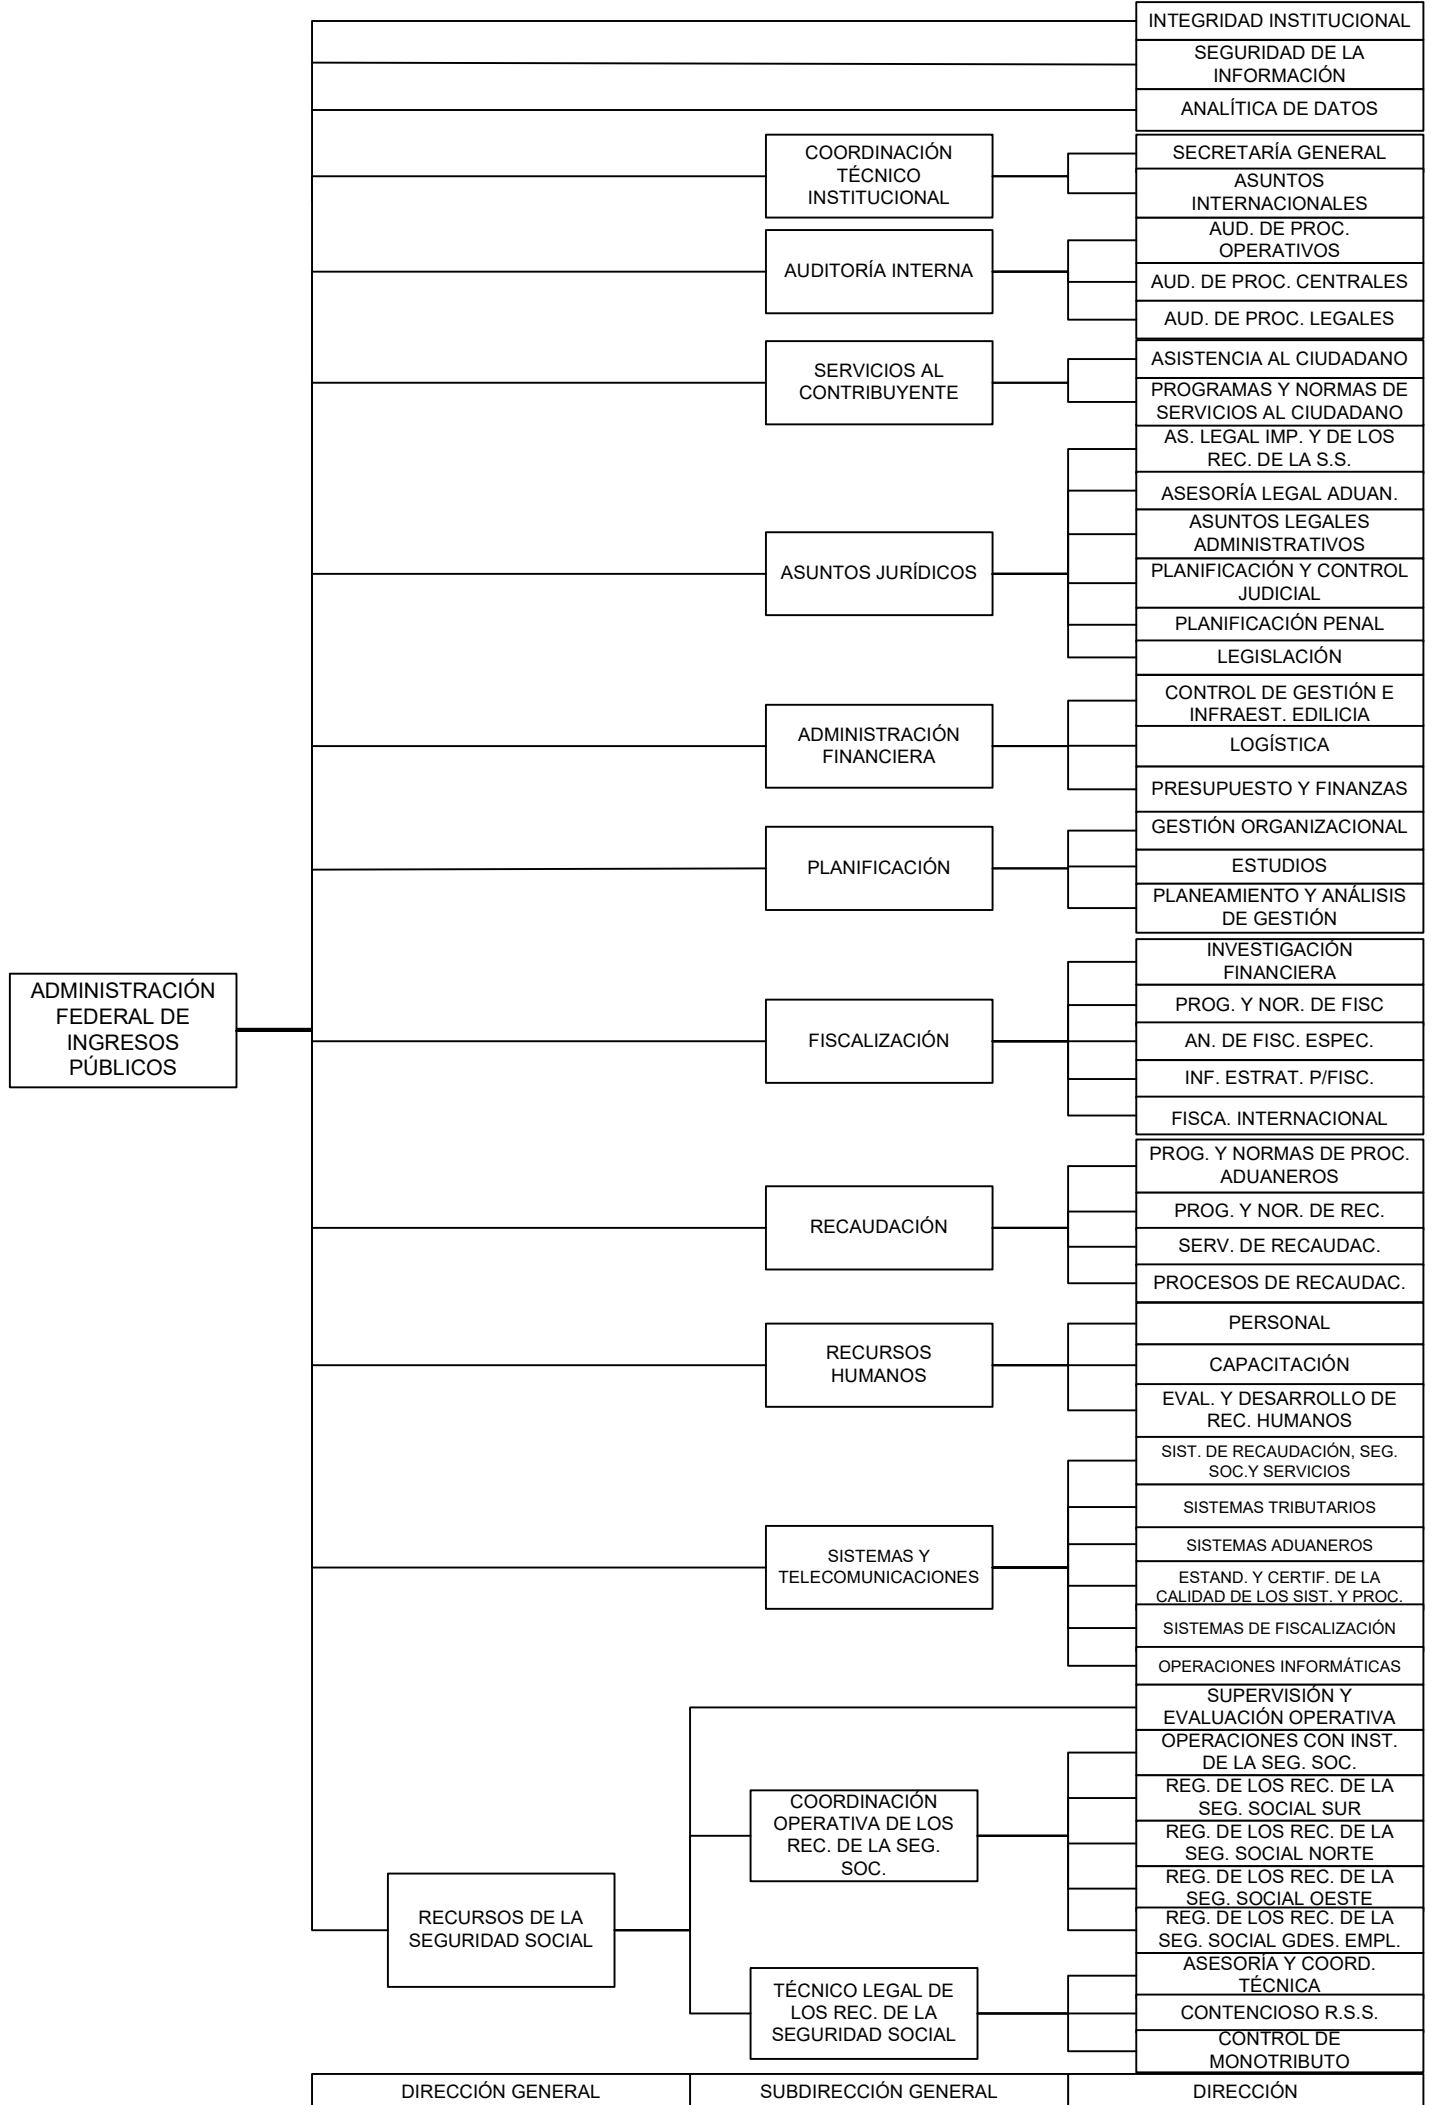 INTEGRIDAD INSTITUCIONAL
SEGURIDAD DE LA
INFORMACIÓN
ANALÍTICA DE DATOS
COORDINACIÓN
TÉCNICO
INSTITUCIONAL
SECRETARÍA GENERAL
ASUNTOS
INTERNACIONALES
AUDITORÍA INTERNA
AUD. DE PROC.
OPERATIVOS
AUD. DE PROC. CENTRALES
AUD. DE PROC. LEGALES
SERVICIOS AL
CONTRIBUYENTE
ASISTENCIA AL CIUDADANO
PROGRAMAS Y NORMAS DE
SERVICIOS AL CIUDADANO
ASUNTOS JURÍDICOS
AS. LEGAL IMP. Y DE LOS
REC. DE LA S.S.
ASESORÍA LEGAL ADUAN.
ASUNTOS LEGALES
ADMINISTRATIVOS
PLANIFICACIÓN Y CONTROL
JUDICIAL
PLANIFICACIÓN PENAL
LEGISLACIÓN
ADMINISTRACIÓN
FINANCIERA
CONTROL DE GESTIÓN E
INFRAEST. EDILICIA
LOGÍSTICA
PRESUPUESTO Y FINANZAS
PLANIFICACIÓN
GESTIÓN ORGANIZACIONAL
ESTUDIOS
PLANEAMIENTO Y ANÁLISIS
DE GESTIÓN
ADMINISTRACIÓN
FEDERAL DE
INGRESOS
PÚBLICOS
FISCALIZACIÓN
INVESTIGACIÓN
FINANCIERA
PROG. Y NOR. DE FISC
AN. DE FISC. ESPEC.
INF. ESTRAT. P/FISC.
FISCA. INTERNACIONAL
RECAUDACIÓN
PROG. Y NORMAS DE PROC.
ADUANEROS
PROG. Y NOR. DE REC.
SERV. DE RECAUDAC.
PROCESOS DE RECAUDAC.
RECURSOS
HUMANOS
PERSONAL
CAPACITACIÓN
EVAL. Y DESARROLLO DE
REC. HUMANOS
SISTEMAS Y
TELECOMUNICACIONES
SIST. DE RECAUDACIÓN, SEG.
SOC.Y SERVICIOS
SISTEMAS TRIBUTARIOS
SISTEMAS ADUANEROS
ESTAND. Y CERTIF. DE LA
CALIDAD DE LOS SIST. Y PROC.
SISTEMAS DE FISCALIZACIÓN
OPERACIONES INFORMÁTICAS
RECURSOS DE LA
SEGURIDAD SOCIAL
SUPERVISIÓN Y
EVALUACIÓN OPERATIVA
COORDINACIÓN
OPERATIVA DE LOS
REC. DE LA SEG.
SOC.
OPERACIONES CON INST.
DE LA SEG. SOC.
REG. DE LOS REC. DE LA
SEG. SOCIAL SUR
REG. DE LOS REC. DE LA
SEG. SOCIAL NORTE
REG. DE LOS REC. DE LA
SEG. SOCIAL OESTE
REG. DE LOS REC. DE LA
SEG. SOCIAL GDES. EMPL.
TÉCNICO LEGAL DE
LOS REC. DE LA
SEGURIDAD SOCIAL
ASESORÍA Y COORD.
TÉCNICA
CONTENCIOSO R.S.S.
CONTROL DE
MONOTRIBUTO
DIRECCIÓN GENERAL
SUBDIRECCIÓN GENERAL
DIRECCIÓN